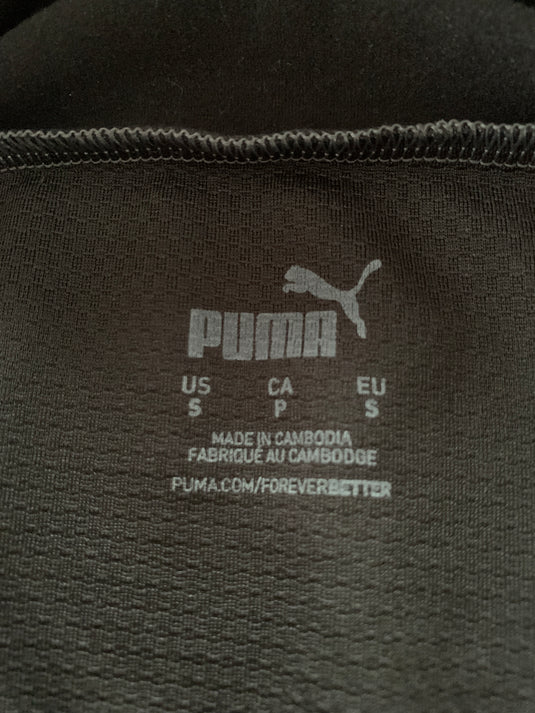 PUMA
US CA EU
S P S
MADE IN CAMBODIA
FABRIQUÉ AU CAMBODGE
PUMA.COM/FOREVERBETTER